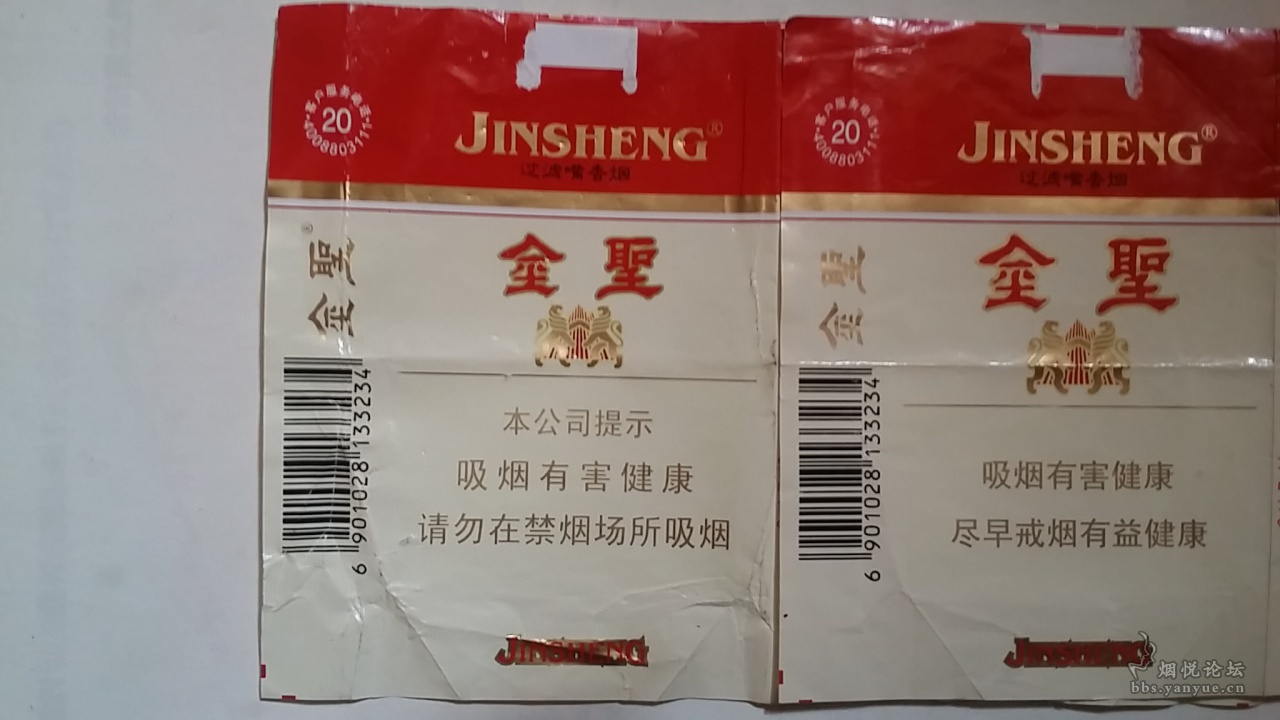 客户服务电话
20
4008803111
JINSHENG®
过滤嘴香烟
金聖®
金聖
本公司提示
吸烟有害健康
请勿在禁烟场所吸烟
6 901028 133234
JINSHENG
客户服务电话
20
4008803111
JINSHENG®
过滤嘴香烟
金聖
金聖
吸烟有害健康
尽早戒烟有益健康
6 901028 133234
JINSHENG
烟悦论坛
bbs.yanyue.cn